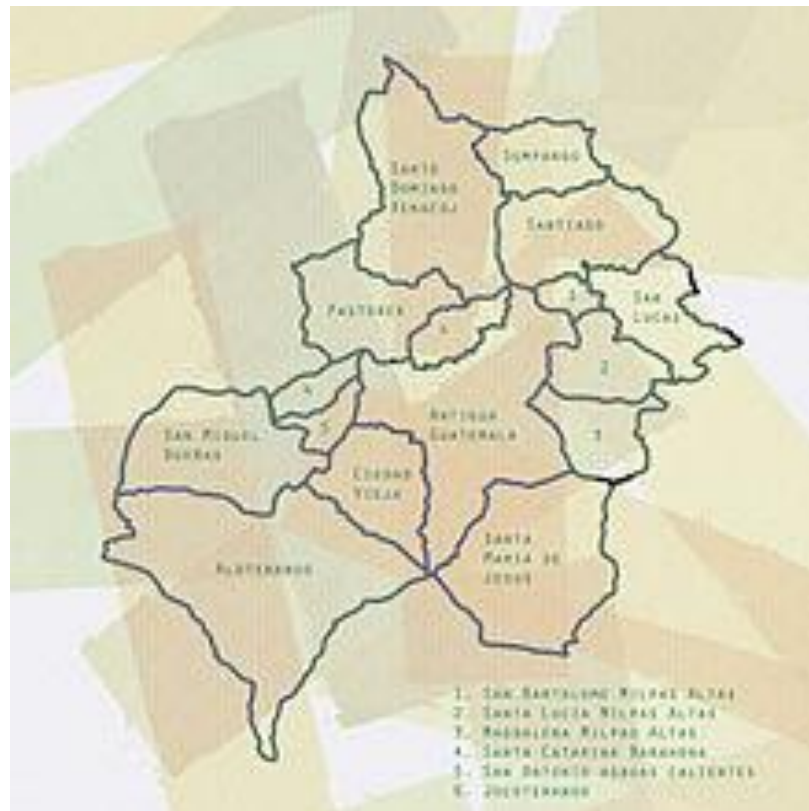 SUMPANGO
SANTO
DOMINGO
XENACOJ
SANTIAGO
PASTORES
SAN
LUCAS
1
6
2
4
5
3
ANTIGUA
GUATEMALA
SAN MIGUEL
DUEÑAS
CIUDAD
VIEJA
ALOTENANGO
SANTA
MARÍA DE
JESUS
1. SAN BARTOLOME MILPAS ALTAS
2. SANTA LUCIA MILPAS ALTAS
3. MAGDALENA MILPAS ALTAS
4. SANTA CATARINA BARAHONA
5. SAN ANTONIO AGUAS CALIENTES
6. JOCOTENANGO